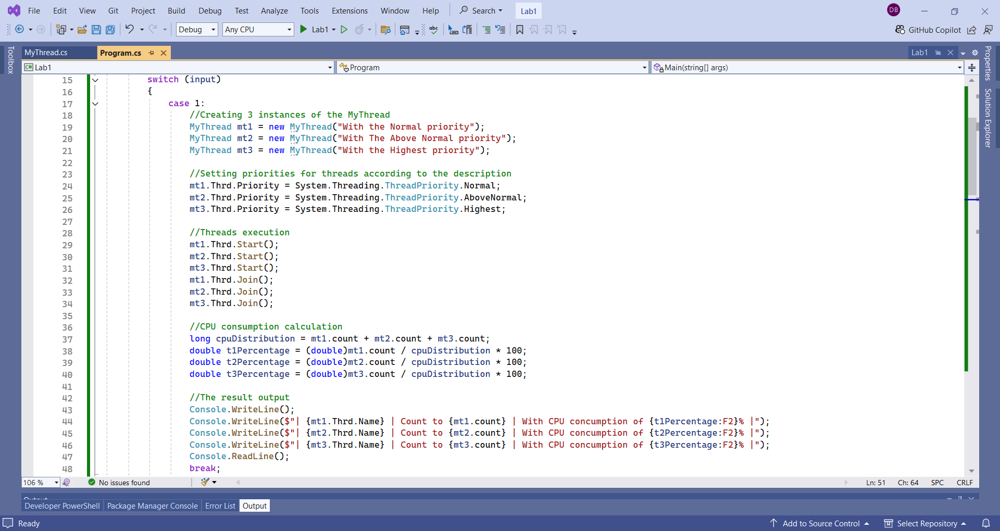 File Edit View Git Project Build Debug Test Analyze Tools Extensions Window Help Search Lab1 DB
Debug Any CPU Lab1 GitHub Copilot
Toolbox
MyThread.cs Program.cs Lab1
Properties
Solution Explorer
C# Lab1 Program Main(string[] args)
15 switch (input)
16 {
17 case 1:
18 //Creating 3 instances of the MyThread
19 MyThread mt1 = new MyThread("With the Normal priority");
20 MyThread mt2 = new MyThread("With The Above Normal priority");
21 MyThread mt3 = new MyThread("With the Highest priority");
22
23 //Setting priorities for threads according to the description
24 mt1.Thrd.Priority = System.Threading.ThreadPriority.Normal;
25 mt2.Thrd.Priority = System.Threading.ThreadPriority.AboveNormal;
26 mt3.Thrd.Priority = System.Threading.ThreadPriority.Highest;
27
28 //Threads execution
29 mt1.Thrd.Start();
30 mt2.Thrd.Start();
31 mt3.Thrd.Start();
32 mt1.Thrd.Join();
33 mt2.Thrd.Join();
34 mt3.Thrd.Join();
35
36 //CPU consumption calculation
37 long cpuDistribution = mt1.count + mt2.count + mt3.count;
38 double t1Percentage = (double)mt1.count / cpuDistribution * 100;
39 double t2Percentage = (double)mt2.count / cpuDistribution * 100;
40 double t3Percentage = (double)mt3.count / cpuDistribution * 100;
41
42 //The result output
43 Console.WriteLine();
44 Console.WriteLine($"| {mt1.Thrd.Name} | Count to {mt1.count} | With CPU concumption of {t1Percentage:F2}% |");
45 Console.WriteLine($"| {mt2.Thrd.Name} | Count to {mt2.count} | With CPU concumption of {t2Percentage:F2}% |");
46 Console.WriteLine($"| {mt3.Thrd.Name} | Count to {mt3.count} | With CPU concumption of {t3Percentage:F2}% |");
47 Console.ReadLine();
48 break;
106 % No issues found Ln: 51 Ch: 64 SPC CRLF
Output
Developer PowerShell Package Manager Console Error List Output
Ready Add to Source Control Select Repository